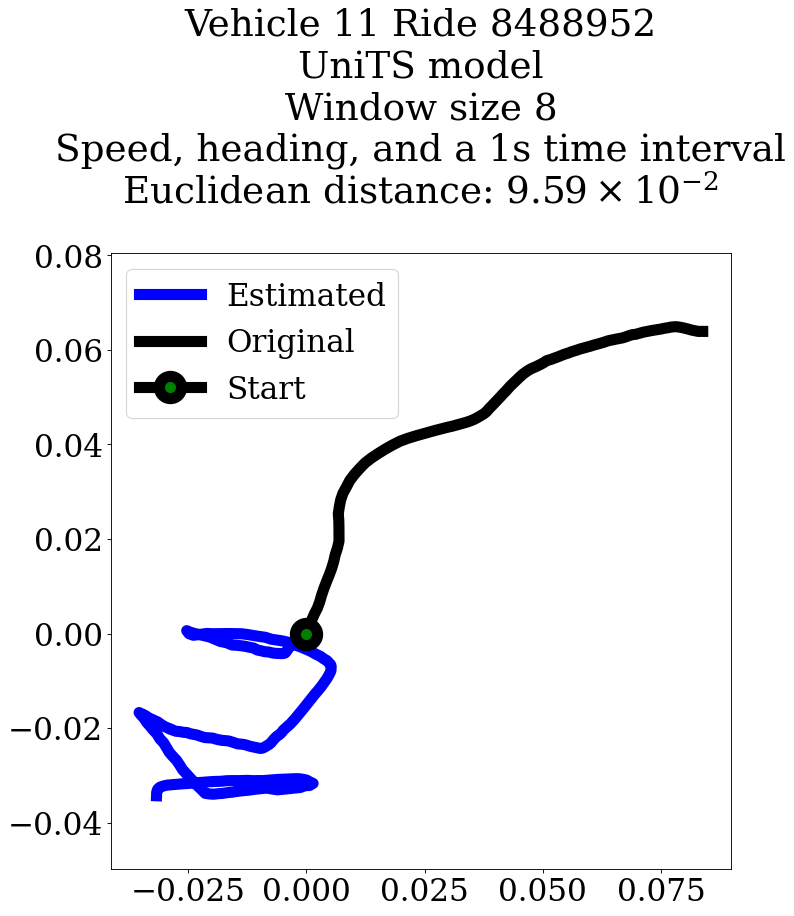 Vehicle 11 Ride 8488952
UniTS model
Window size 8
Speed, heading, and a 1s time interval
Euclidean distance: 9.59 × 10⁻²
0.08
Estimated
0.06
Original
Start
0.04
0.02
0.00
−0.02
−0.04
−0.025 0.000 0.025 0.050 0.075